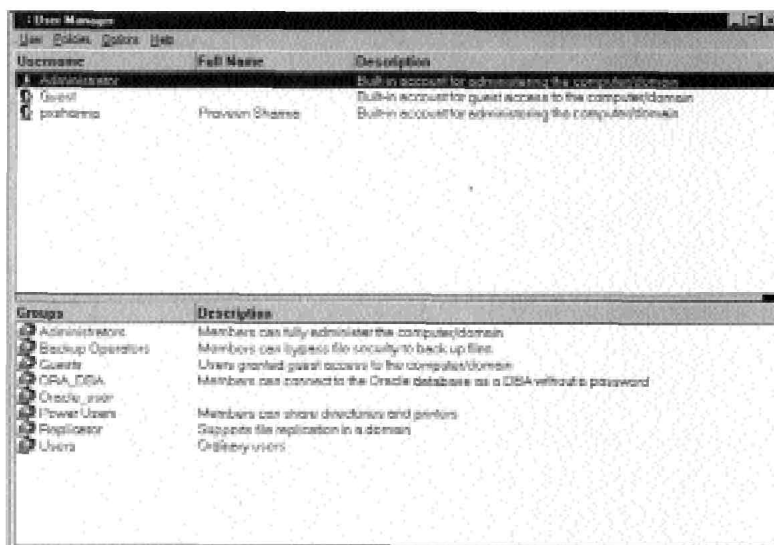 User Manager
User Policies Options Help
Username Full Name Description
Administrator Built-in account for administering the computer/domain
Guest Built-in account for guest access to the computer/domain
psharma Praveen Sharma Built-in account for administering the computer/domain
Groups Description
Administrators Members can fully administer the computer/domain
Backup Operators Members can bypass file security to back up files
Guests Users granted guest access to the computer/domain
ORA_DBA Members can connect to the Oracle database as a DBA without a password
Oracle_user
Power Users Members can share directories and printers
Replicator Supports file replication in a domain
Users Ordinary users